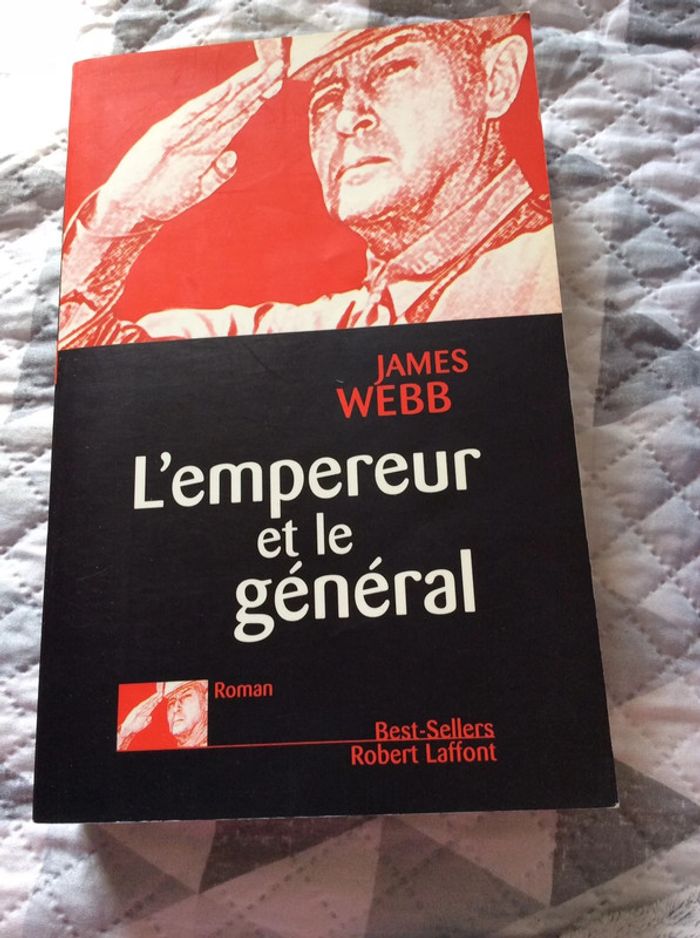 JAMES
WEBB
L'empereur
et le
général
Roman
Best-Sellers
Robert Laffont